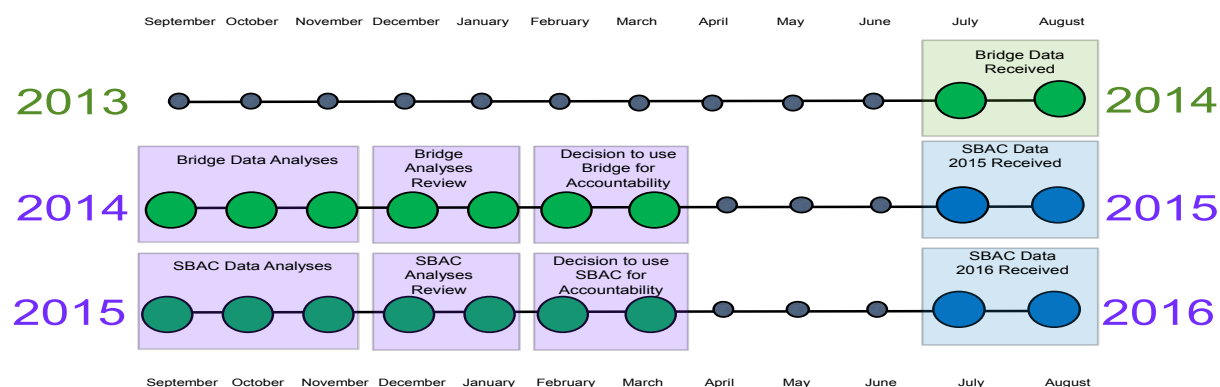 September October November December January February March April May June July August
Bridge Data
Received
2013
2014
Bridge Data Analyses
Bridge
Analyses
Review
Decision to use
Bridge for
Accountability
SBAC Data
2015 Received
2014
2015
SBAC Data Analyses
SBAC
Analyses
Review
Decision to use
SBAC for
Accountability
SBAC Data
2016 Received
2015
2016
September October November December January February March April May June July August